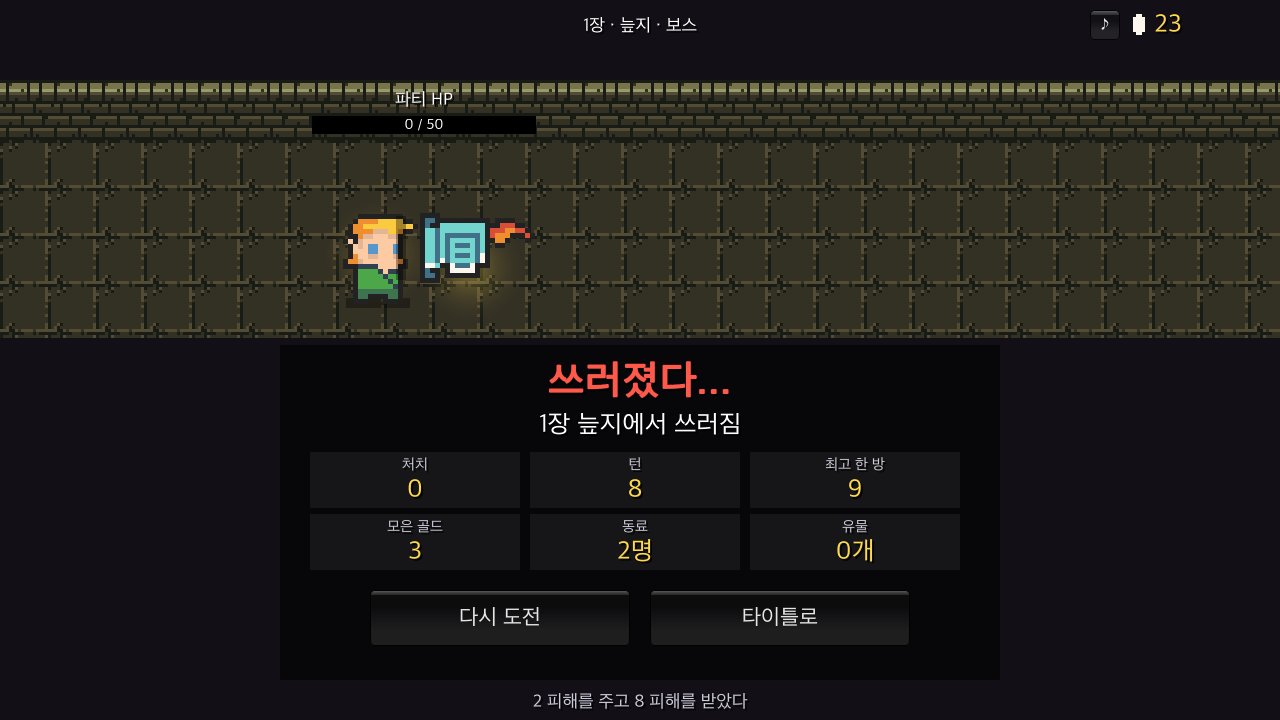 1장 · 늪지 · 보스
♪ 23
파티 HP
0 / 50
쓰러졌다...
1장 늪지에서 쓰러짐
처치
0
턴
8
최고 한 방
9
모은 골드
3
동료
2명
유물
0개
다시 도전
타이틀로
2 피해를 주고 8 피해를 받았다